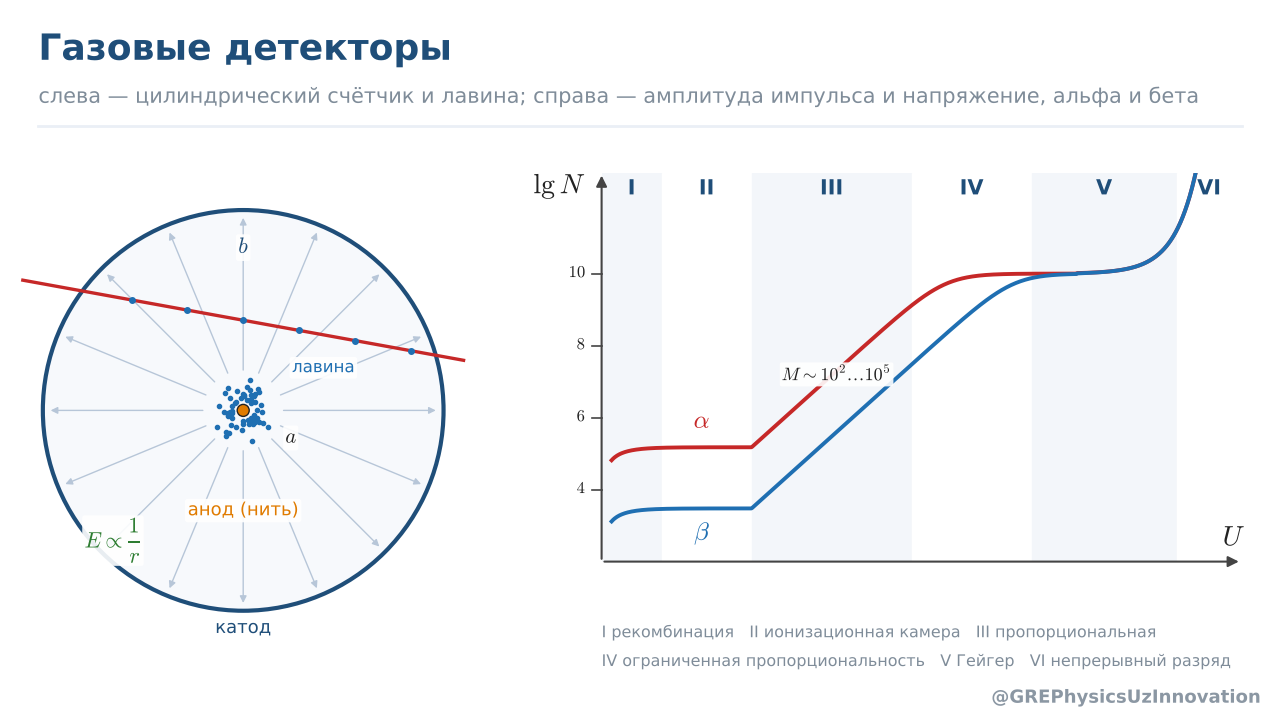 Газовые детекторы
слева — цилиндрический счётчик и лавина; справа — амплитуда импульса и напряжение, альфа и бета
b
лавина
a
анод (нить)
E ∝ 1/r
катод
lg N
I II III IV V VI
10
8
6
4
M ~ 10² … 10⁵
α
β
U
I рекомбинация II ионизационная камера III пропорциональная
IV ограниченная пропорциональность V Гейгер VI непрерывный разряд
@GREPhysicsUzInnovation